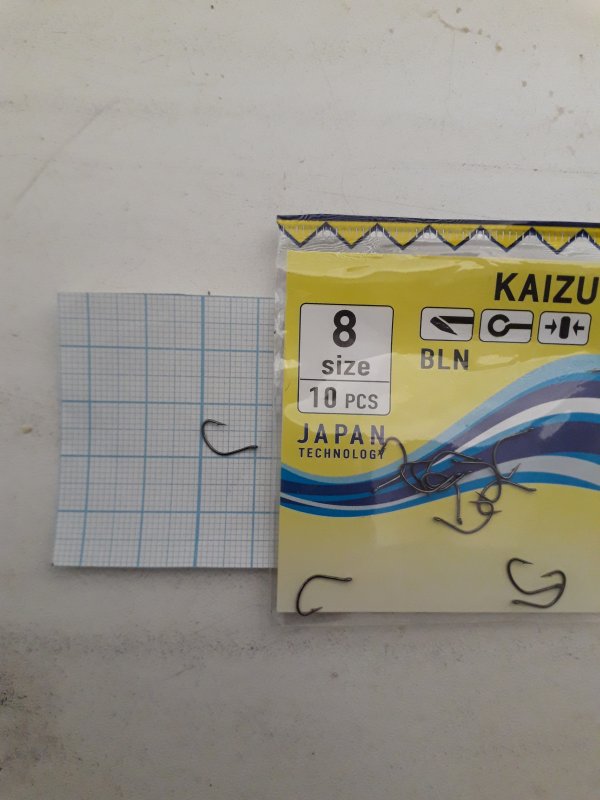 KAIZU
8
size
10 PCS
BLN
JAPAN
TECHNOLOGY